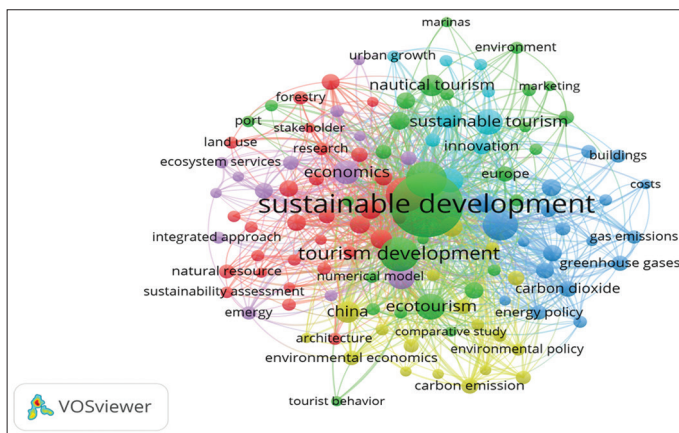 marinas
environment
urban growth
nautical tourism
marketing
forestry
port
sustainable tourism
stakeholder
land use
research
innovation
buildings
ecosystem services
economics
europe
costs
sustainable development
integrated approach
gas emissions
tourism development
greenhouse gases
natural resource
numerical model
carbon dioxide
sustainability assessment
emergy
china
ecotourism
energy policy
architecture
comparative study
environmental economics
environmental policy
carbon emission
tourist behavior
VOSviewer